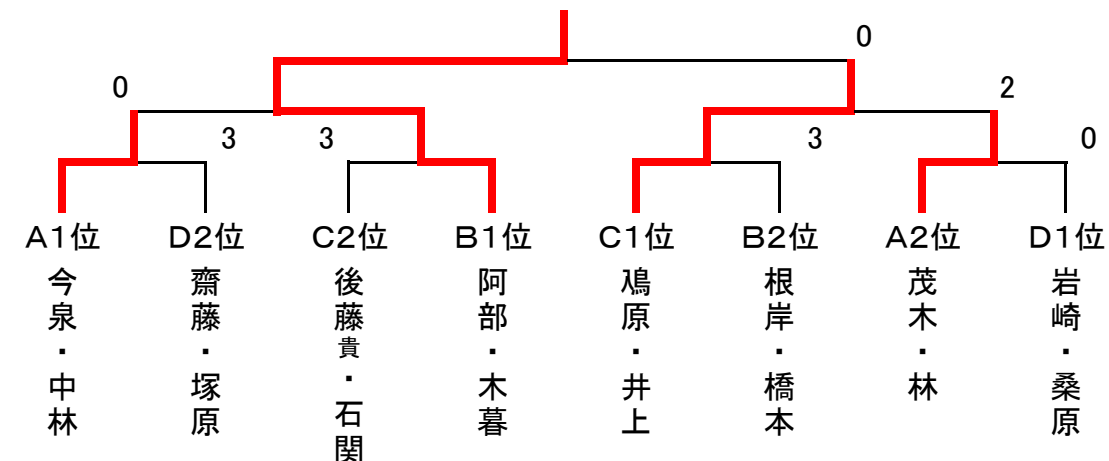 0
0
2
3
3
3
0
A1位
D2位
C2位
B1位
C1位
B2位
A2位
D1位
今泉・中林
齋藤・塚原
後藤貴・石関
阿部・木暮
鳰原・井上
根岸・橋本
茂木・林
岩崎・桑原